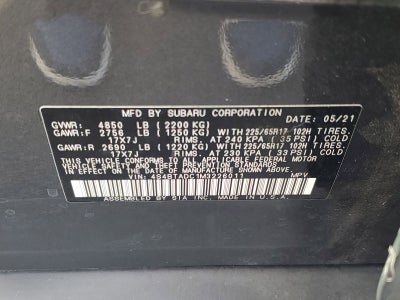 MFD BY SUBARU CORPORATION DATE: 05/21
GVWR: 4850 LB (2200 KG)
GAWR:F 2756 LB (1250 KG) WITH 225/65R17 102H TIRES,
17X7J RIMS, AT 240 KPA (35 PSI) COLD
GAWR:R 2690 LB (1220 KG) WITH 225/65R17 102H TIRES,
17X7J RIMS, AT 230 KPA (33 PSI) COLD
THIS VEHICLE CONFORMS TO ALL APPLICABLE FEDERAL MOTOR
VEHICLE SAFETY AND THEFT PREVENTION STANDARDS IN EFFECT
ON THE DATE OF MANUFACTURE SHOWN ABOVE.
VIN: 4S4BTADC1M3226011 MPV
ASSEMBLED BY SIA INC, MADE IN U.S.A.